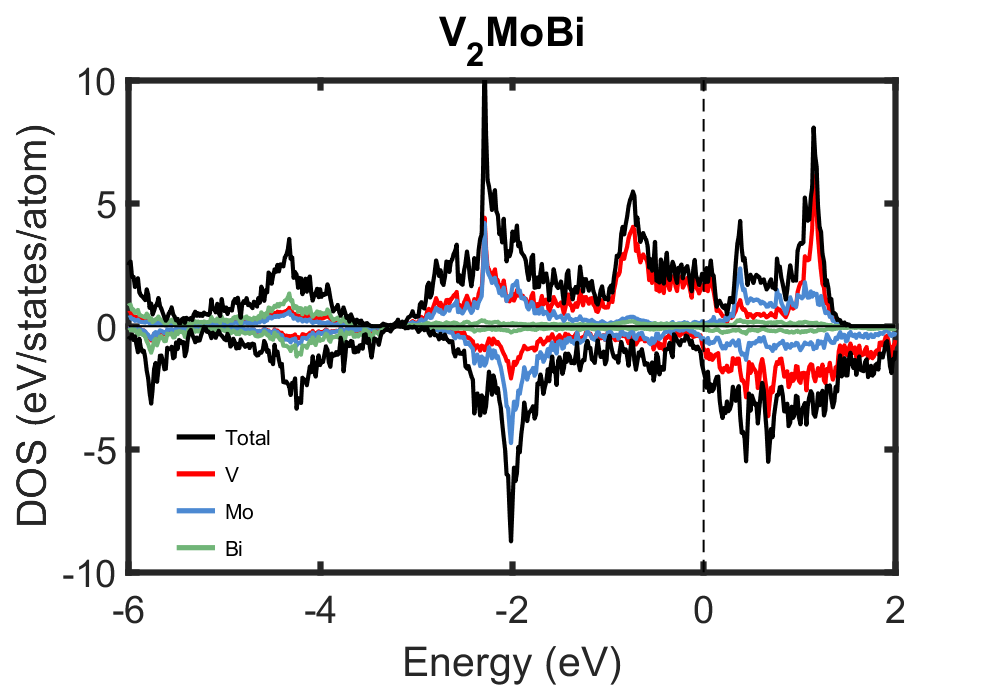 V₂MoBi
DOS (eV/states/atom)
10
5
0
-5
-10
Total
V
Mo
Bi
-6
-4
-2
0
2
Energy (eV)